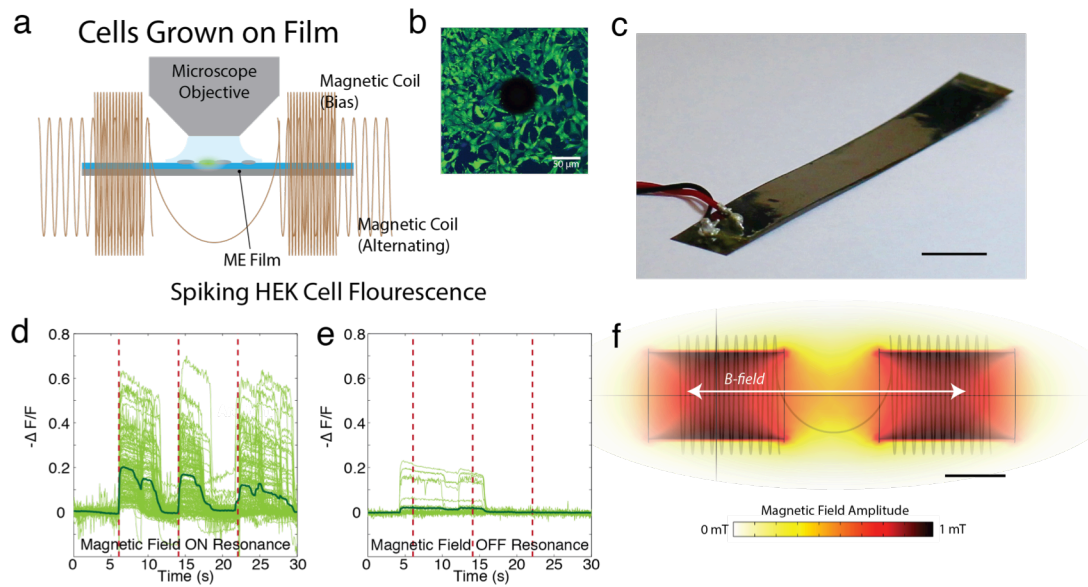 a
Cells Grown on Film
Microscope
Objective
Magnetic Coil
(Bias)
Magnetic Coil
(Alternating)
ME Film
b
50 µm
c
Spiking HEK Cell Flourescence
d
0.8
0.6
0.4
0.2
0
-Δ F/F
Magnetic Field ON Resonance
0 5 10 15 20 25 30
Time (s)
e
0.8
0.6
0.4
0.2
0
-Δ F/F
Magnetic Field OFF Resonance
0 5 10 15 20 25 30
Time (s)
f
B-field
Magnetic Field Amplitude
0 mT 1 mT